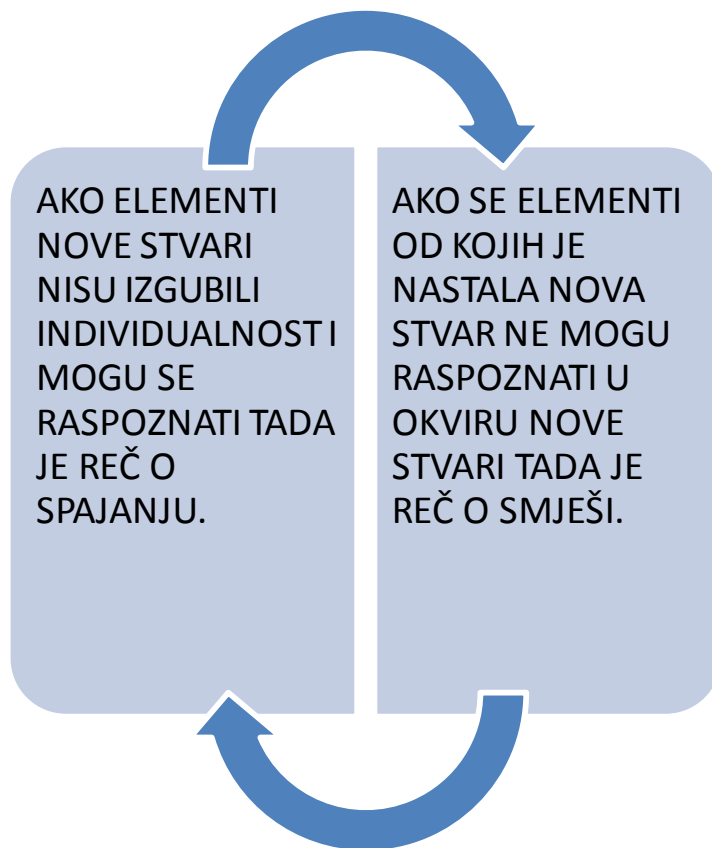 AKO ELEMENTI
NOVE STVARI
NISU IZGUBILI
INDIVIDUALNOST I
MOGU SE
RASPOZNATI TADA
JE REČ O
SPAJANJU.
AKO SE ELEMENTI
OD KOJIH JE
NASTALA NOVA
STVAR NE MOGU
RASPOZNATI U
OKVIRU NOVE
STVARI TADA JE
REČ O SMJEŠI.